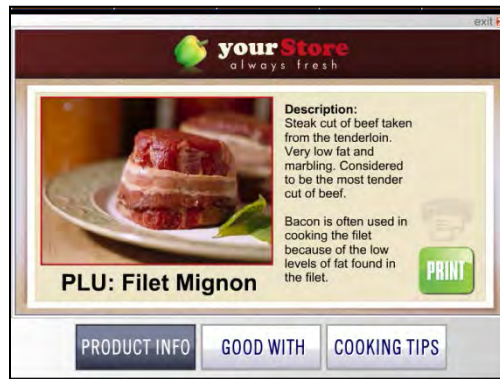 exit
yourStore
always fresh
Description:
Steak cut of beef taken
from the tenderloin.
Very low fat and
marbling. Considered
to be the most tender
cut of beef.
Bacon is often used in
cooking the filet
because of the low
levels of fat found in
the filet.
PLU: Filet Mignon
PRINT
PRODUCT INFO
GOOD WITH
COOKING TIPS